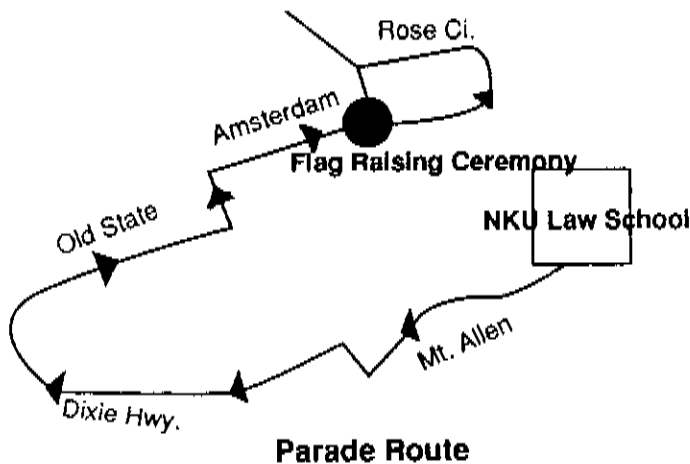 Rose Ci.
Amsterdam
Flag Raising Ceremony
NKU Law School
Old State
Mt. Allen
Dixie Hwy.
Parade Route